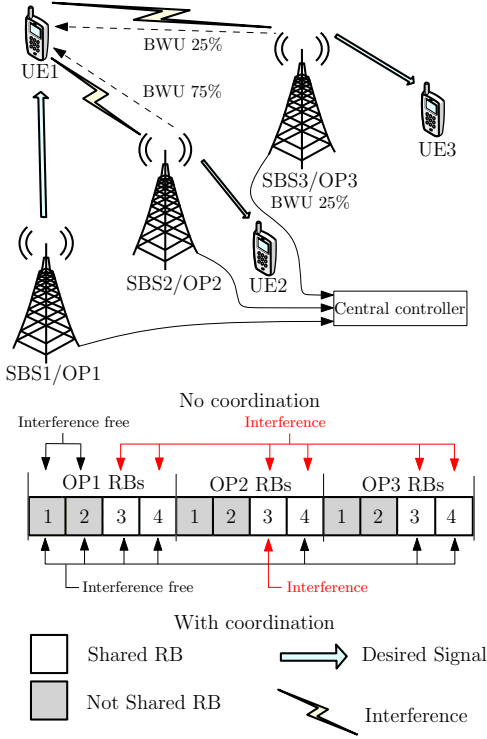 BWU 25%
UE1
BWU 75%
UE3
SBS3/OP3
BWU 25%
SBS2/OP2
UE2
Central controller
SBS1/OP1
No coordination
Interference free
Interference
OP1 RBs
OP2 RBs
OP3 RBs
1 2 3 4 1 2 3 4 1 2 3 4
Interference free
Interference
With coordination
Shared RB
Desired Signal
Not Shared RB
Interference